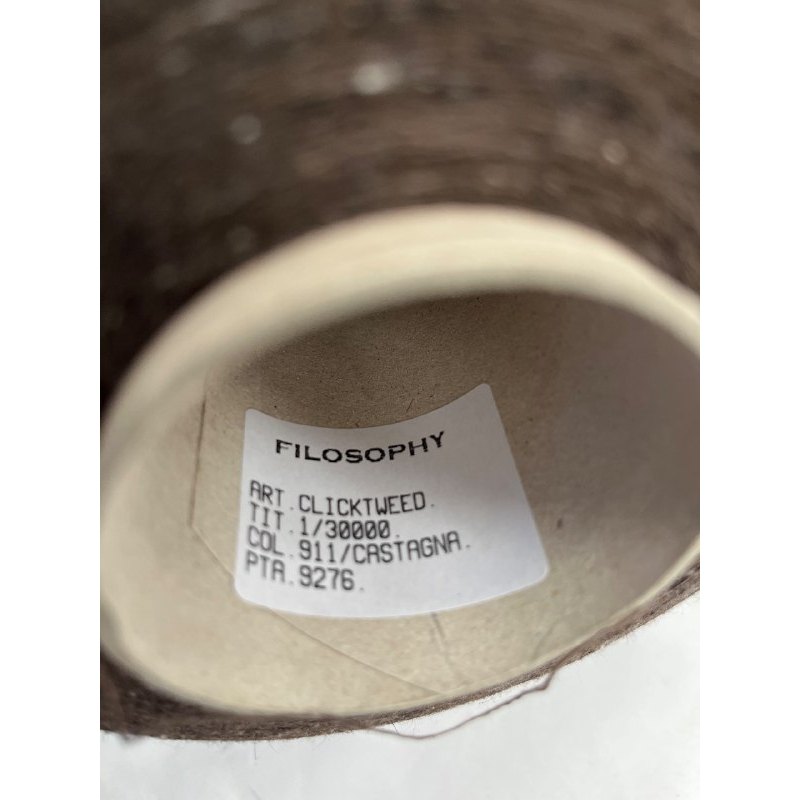 FILOSOPHY
ART.CLICKTWEED.
TIT.1/30000.
COL.911/CASTAGNA.
PTA.9276.